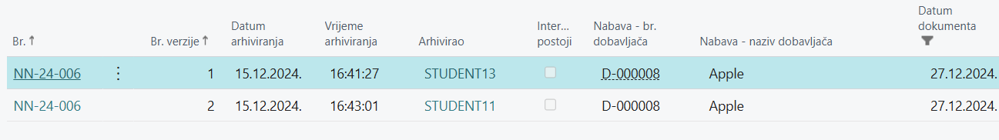 Br. ↑ Br. verzije ↑ Datum arhiviranja Vrijeme arhiviranja Arhivirao Inter... postoji Nabava - br. dobavljača Nabava - naziv dobavljača Datum dokumenta
NN-24-006 1 15.12.2024. 16:41:27 STUDENT13 D-000008 Apple 27.12.2024.
NN-24-006 2 15.12.2024. 16:43:01 STUDENT11 D-000008 Apple 27.12.2024.